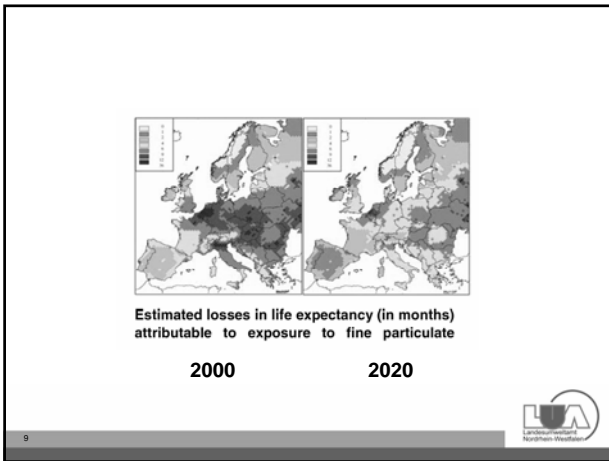 Estimated losses in life expectancy (in months)
attributable to exposure to fine particulate
2000 2020
LUA
Landesumweltamt
Nordrhein-Westfalen
9